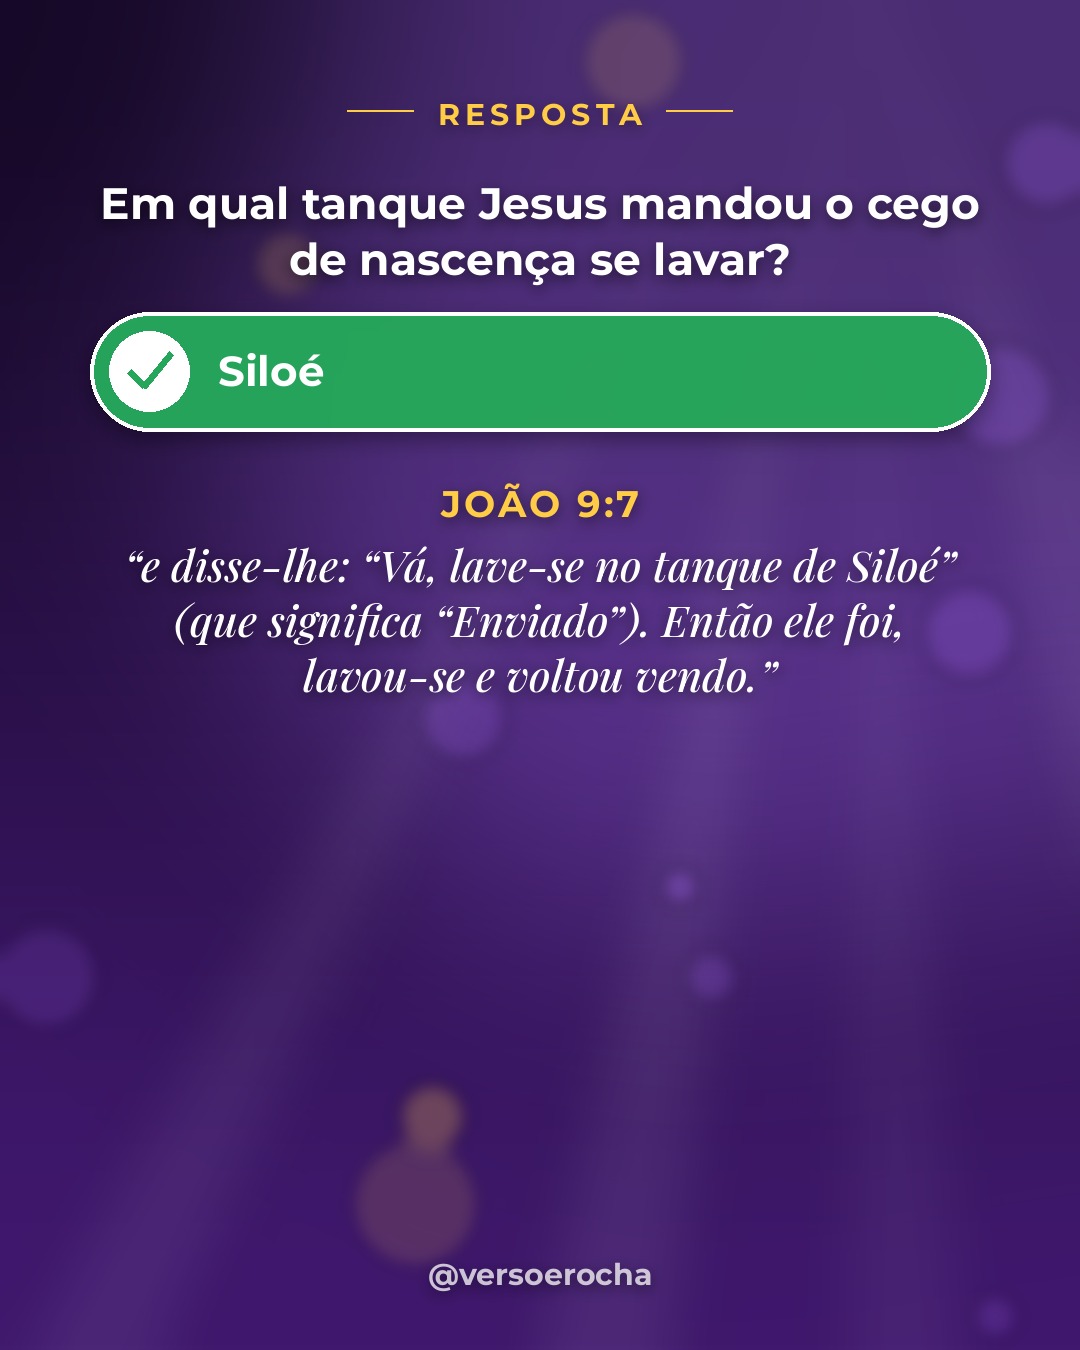 RESPOSTA
Em qual tanque Jesus mandou o cego
de nascença se lavar?
Siloé
JOÃO 9:7
“e disse-lhe: “Vá, lave-se no tanque de Siloé”
(que significa “Enviado”). Então ele foi,
lavou-se e voltou vendo.”
@versoerocha